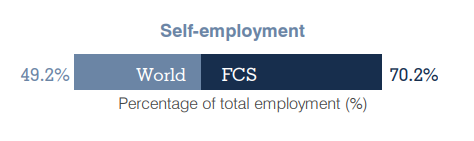 Self-employment
49.2% World FCS 70.2%
Percentage of total employment (%)